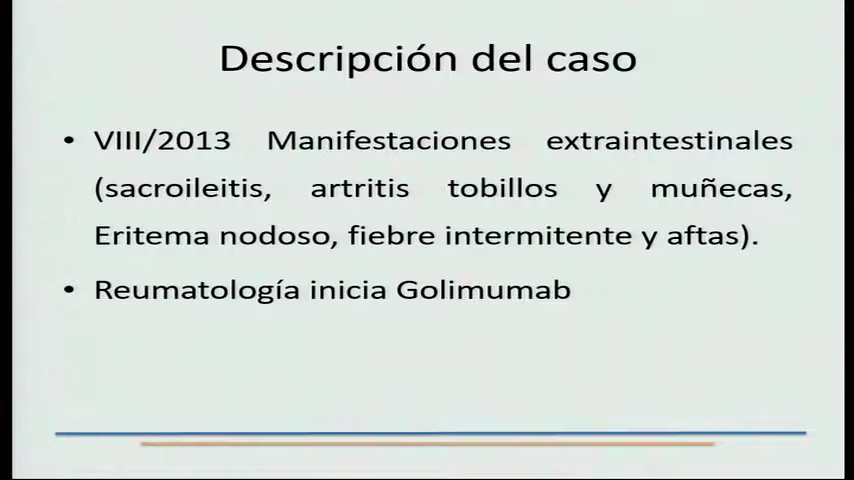 Descripción del caso
• VIII/2013 Manifestaciones extraintestinales
(sacroileitis, artritis tobillos y muñecas,
Eritema nodoso, fiebre intermitente y aftas).
• Reumatología inicia Golimumab